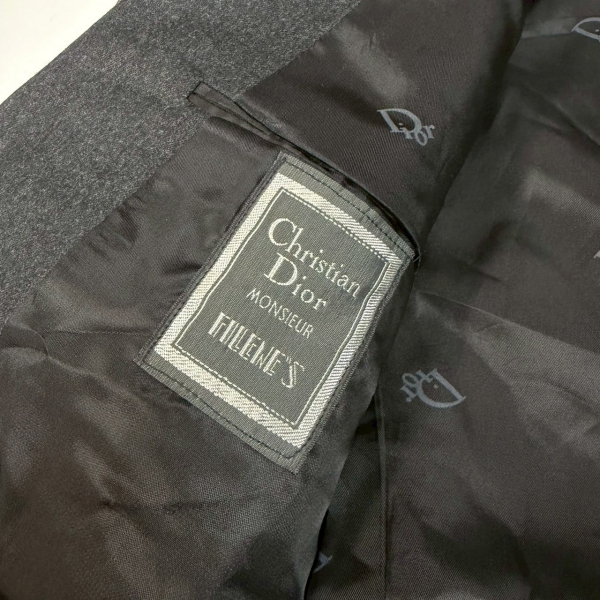 Christian
Dior
MONSIEUR
FILENE'S
Dior
Dior